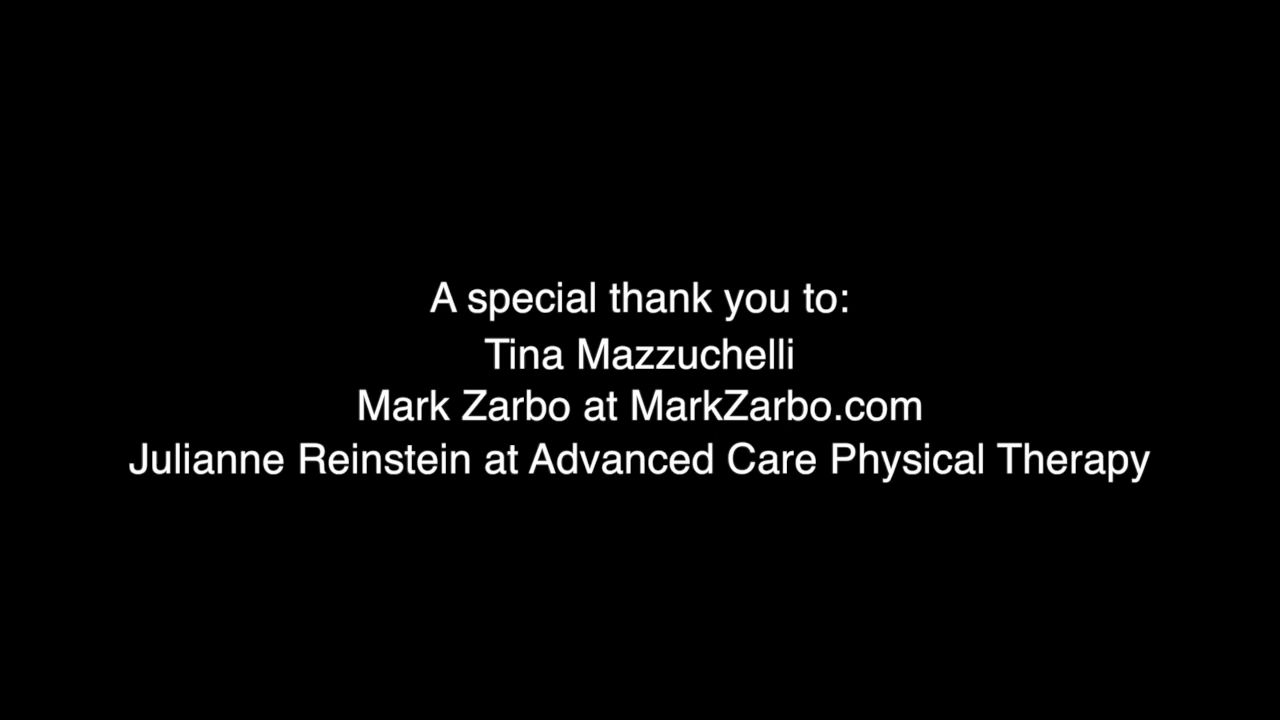 A special thank you to:
Tina Mazzuchelli
Mark Zarbo at MarkZarbo.com
Julianne Reinstein at Advanced Care Physical Therapy